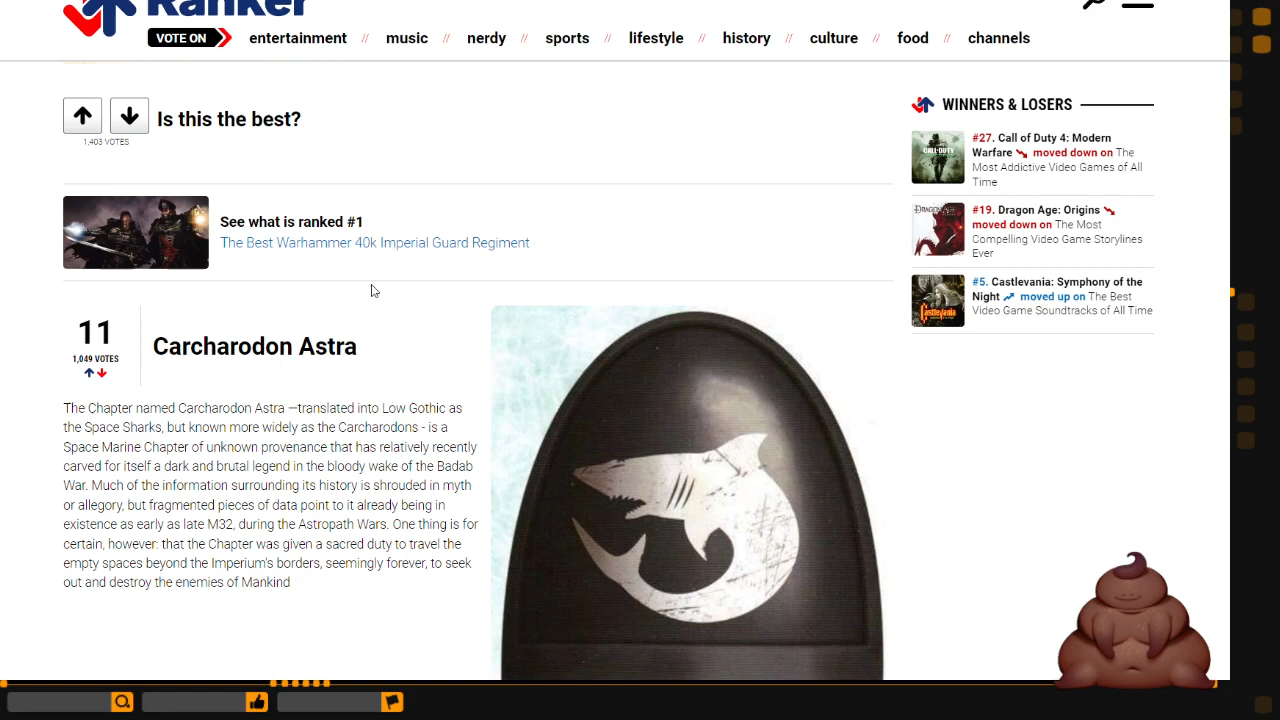 Ranker
VOTE ON
entertainment // music // nerdy // sports // lifestyle // history // culture // food // channels
Is this the best?
1,403 VOTES
See what is ranked #1
The Best Warhammer 40k Imperial Guard Regiment
11
1,049 VOTES
Carcharodon Astra
The Chapter named Carcharodon Astra —translated into Low Gothic as
the Space Sharks, but known more widely as the Carcharodons - is a
Space Marine Chapter of unknown provenance that has relatively recently
carved for itself a dark and brutal legend in the bloody wake of the Badab
War. Much of the information surrounding its history is shrouded in myth
or allegory, but fragmented pieces of data point to it already being in
existence as early as late M32, during the Astropath Wars. One thing is for
certain, however: that the Chapter was given a sacred duty to travel the
empty spaces beyond the Imperium's borders, seemingly forever, to seek
out and destroy the enemies of Mankind
WINNERS & LOSERS
CALL OF DUTY
#27. Call of Duty 4: Modern
Warfare moved down on The
Most Addictive Video Games of All
Time
DRAGON AGE
#19. Dragon Age: Origins
moved down on The Most
Compelling Video Game Storylines
Ever
Castlevania
#5. Castlevania: Symphony of the
Night moved up on The Best
Video Game Soundtracks of All Time